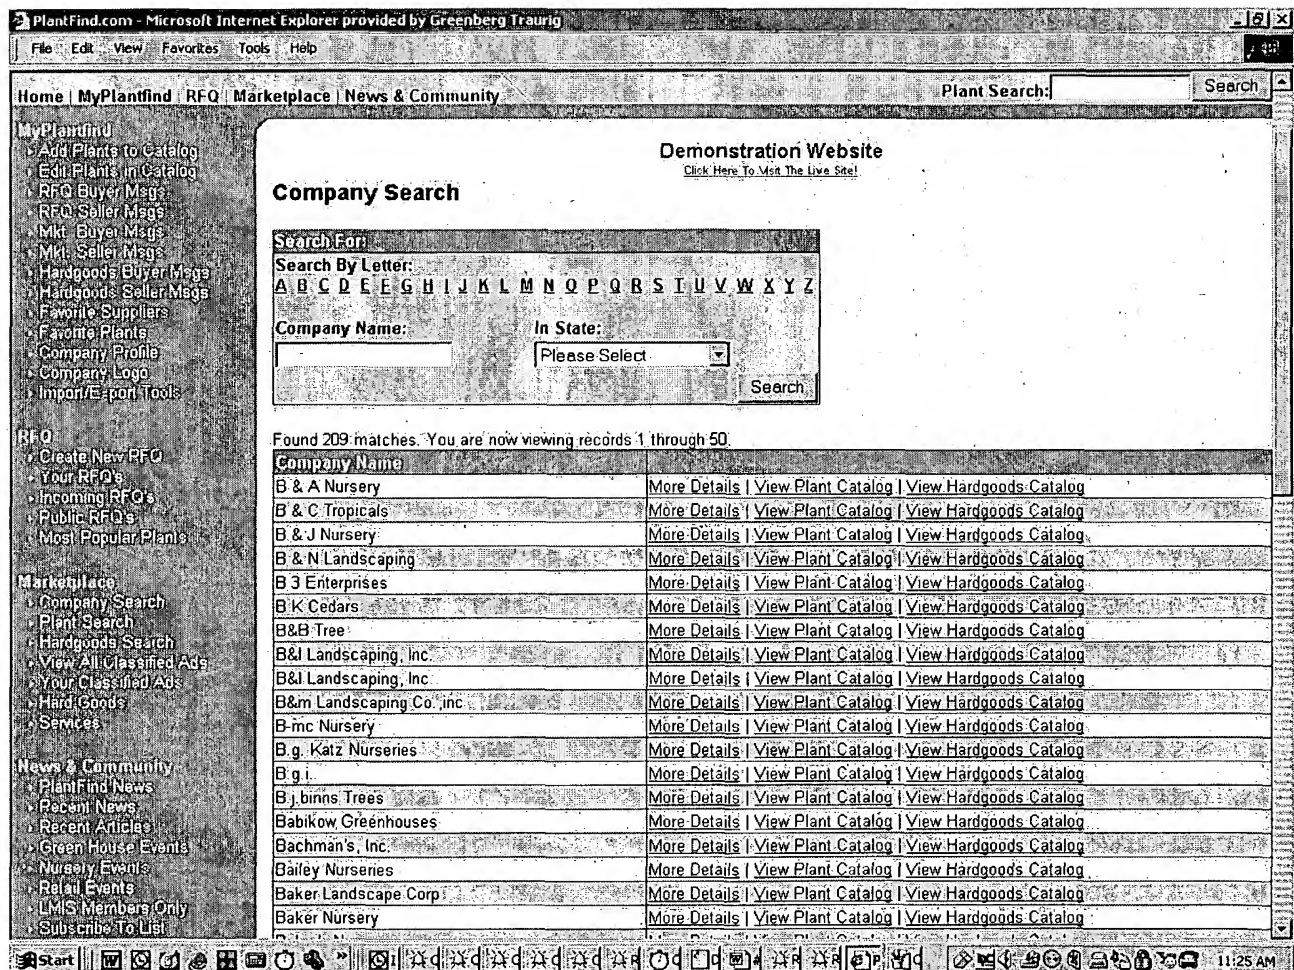 PlantFind.com - Microsoft Internet Explorer provided by Greenberg Traurig
File Edit View Favorites Tools Help
Home | MyPlantfind | RFQ | Marketplace | News & Community
Plant Search: Search
MyPlantfind
Add Plants to Catalog
Edit Plants in Catalog
RFQ Buyer Msgs
RFQ Seller Msgs
Mkt. Buyer Msgs
Mkt. Seller Msgs
Hardgoods Buyer Msgs
Hardgoods Seller Msgs
Favorite Suppliers
Favorite Plants
Company Profile
Company Logo
Import/Export Tools
RFQ
Create New RFQ
Your RFQ's
Incoming RFQ's
Public RFQ's
Most Popular Plants
Marketplace
Company Search
Plant Search
Hardgoods Search
View All Classified Ads
Your Classified Ads
Hard Goods
Services
News & Community
PlantFind News
Recent News
Recent Articles
Green House Events
Nursery Events
Retail Events
LMIS Members Only
Subscribe To List
Demonstration Website
Click Here To Visit The Live Site!
Company Search
Search For:
Search By Letter:
A B C D E F G H I J K L M N O P Q R S T U V W X Y Z
Company Name: In State:
Please Select
Search
Found 209 matches. You are now viewing records 1 through 50.
Company Name
B & A Nursery More Details | View Plant Catalog | View Hardgoods Catalog
B & C Tropicals More Details | View Plant Catalog | View Hardgoods Catalog
B & J Nursery More Details | View Plant Catalog | View Hardgoods Catalog
B & N Landscaping More Details | View Plant Catalog | View Hardgoods Catalog
B 3 Enterprises More Details | View Plant Catalog | View Hardgoods Catalog
B K Cedars More Details | View Plant Catalog | View Hardgoods Catalog
B&B Tree More Details | View Plant Catalog | View Hardgoods Catalog
B&I Landscaping, Inc. More Details | View Plant Catalog | View Hardgoods Catalog
B&I Landscaping, Inc. More Details | View Plant Catalog | View Hardgoods Catalog
B&m Landscaping Co.,inc More Details | View Plant Catalog | View Hardgoods Catalog
B-mc Nursery More Details | View Plant Catalog | View Hardgoods Catalog
B.g. Katz Nurseries More Details | View Plant Catalog | View Hardgoods Catalog
B.g.i. More Details | View Plant Catalog | View Hardgoods Catalog
B.j.binns Trees More Details | View Plant Catalog | View Hardgoods Catalog
Babikow Greenhouses More Details | View Plant Catalog | View Hardgoods Catalog
Bachman's, Inc. More Details | View Plant Catalog | View Hardgoods Catalog
Bailey Nurseries More Details | View Plant Catalog | View Hardgoods Catalog
Baker Landscape Corp More Details | View Plant Catalog | View Hardgoods Catalog
Baker Nursery More Details | View Plant Catalog | View Hardgoods Catalog
Start 11:25 AM